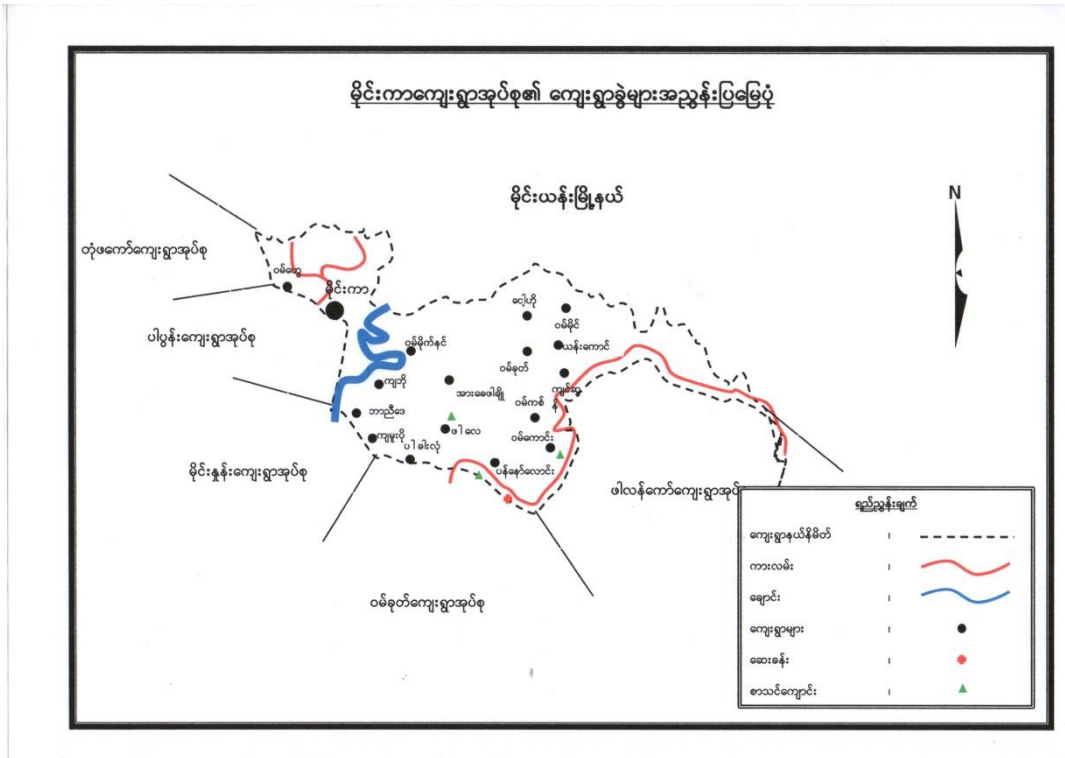 မိုင်းကာကျေးရွာအုပ်စု၏ ကျေးရွာခွဲများအညွှန်းပြမြေပုံ
မိုင်းယန်းမြို့နယ်
N
တုံဖကော်ကျေးရွာအုပ်စု
ဝမ်တွေ့
မိုင်းကာ
ပါပွန်းကျေးရွာအုပ်စု
ငေါ့ဟို
ဝမ်မိုင်
ဝမ်မိုက်နင်
ယန်းကောင်
ဝမ်ခုတ်
ကျဘို
အားခေဖါချို
ဝမ်ကစ်
ဘာညီဒေ
ကျမူးပို
ဖါလေ
ပါခါးလုံ
ဝမ်ကောင်း
ပန်နော်လောင်း
မိုင်းနှုန်းကျေးရွာအုပ်စု
ဖါလန်ကော်ကျေးရွာအုပ်
ဝမ်ခုတ်ကျေးရွာအုပ်စု
ရည်ညွှန်းချက်
ကျေးရွာနယ်နိမိတ် ၊
ကားလမ်း ၊
ချောင်း ၊
ကျေးရွာများ ၊
ဆေးခန်း ၊
စာသင်ကျောင်း ၊